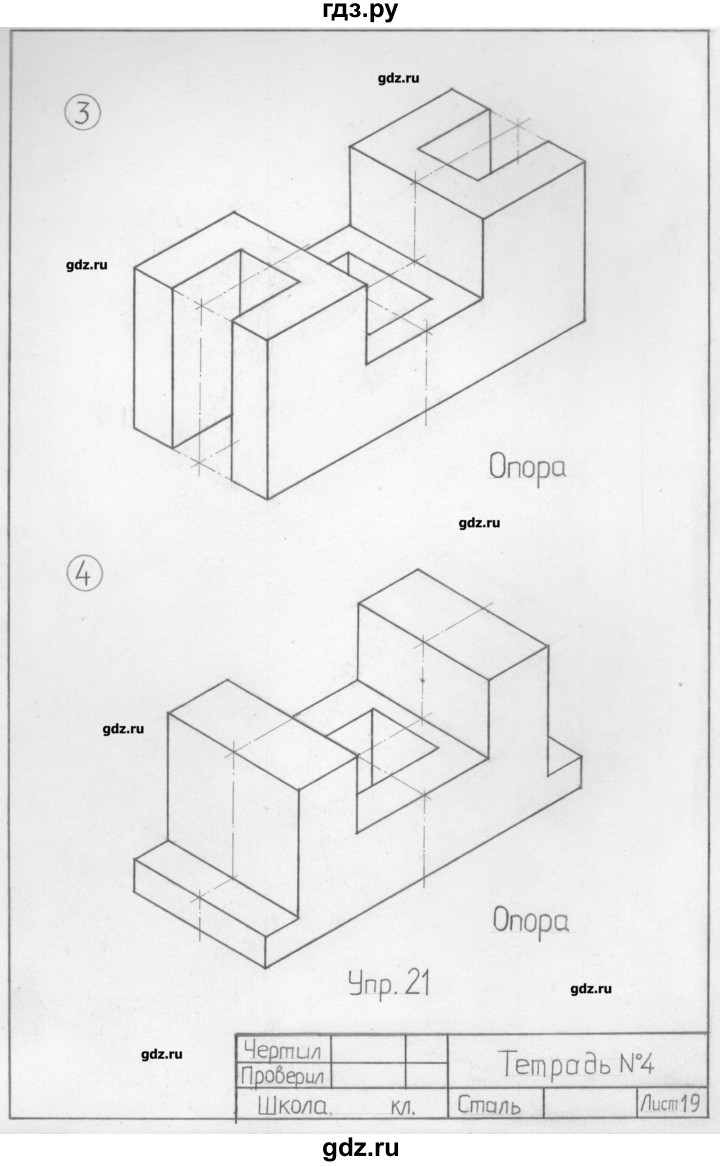 гдз.ру
gdz.ru
3
gdz.ru
Опора
gdz.ru
4
gdz.ru
Опора
Упр. 21
gdz.ru
gdz.ru
Чертил
Проверил
Тетрадь №4
Школа. кл.
Сталь
Лист 19
gdz.ru